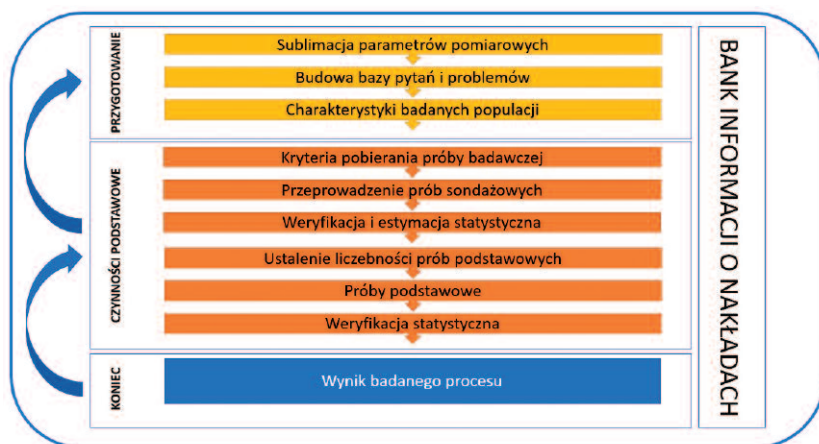 PRZYGOTOWANIE
Sublimacja parametrów pomiarowych
Budowa bazy pytań i problemów
Charakterystyki badanych populacji
CZYNNOŚCI PODSTAWOWE
Kryteria pobierania próby badawczej
Przeprowadzenie prób sondażowych
Weryfikacja i estymacja statystyczna
Ustalenie liczebności prób podstawowych
Próby podstawowe
Weryfikacja statystyczna
KONIEC
Wynik badanego procesu
BANK INFORMACJI O NAKŁADACH